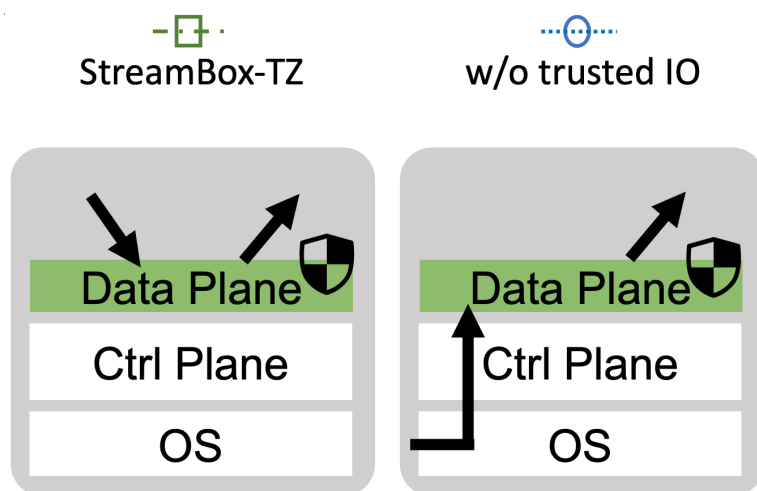 StreamBox-TZ
w/o trusted IO
Data Plane
Ctrl Plane
OS
Data Plane
Ctrl Plane
OS